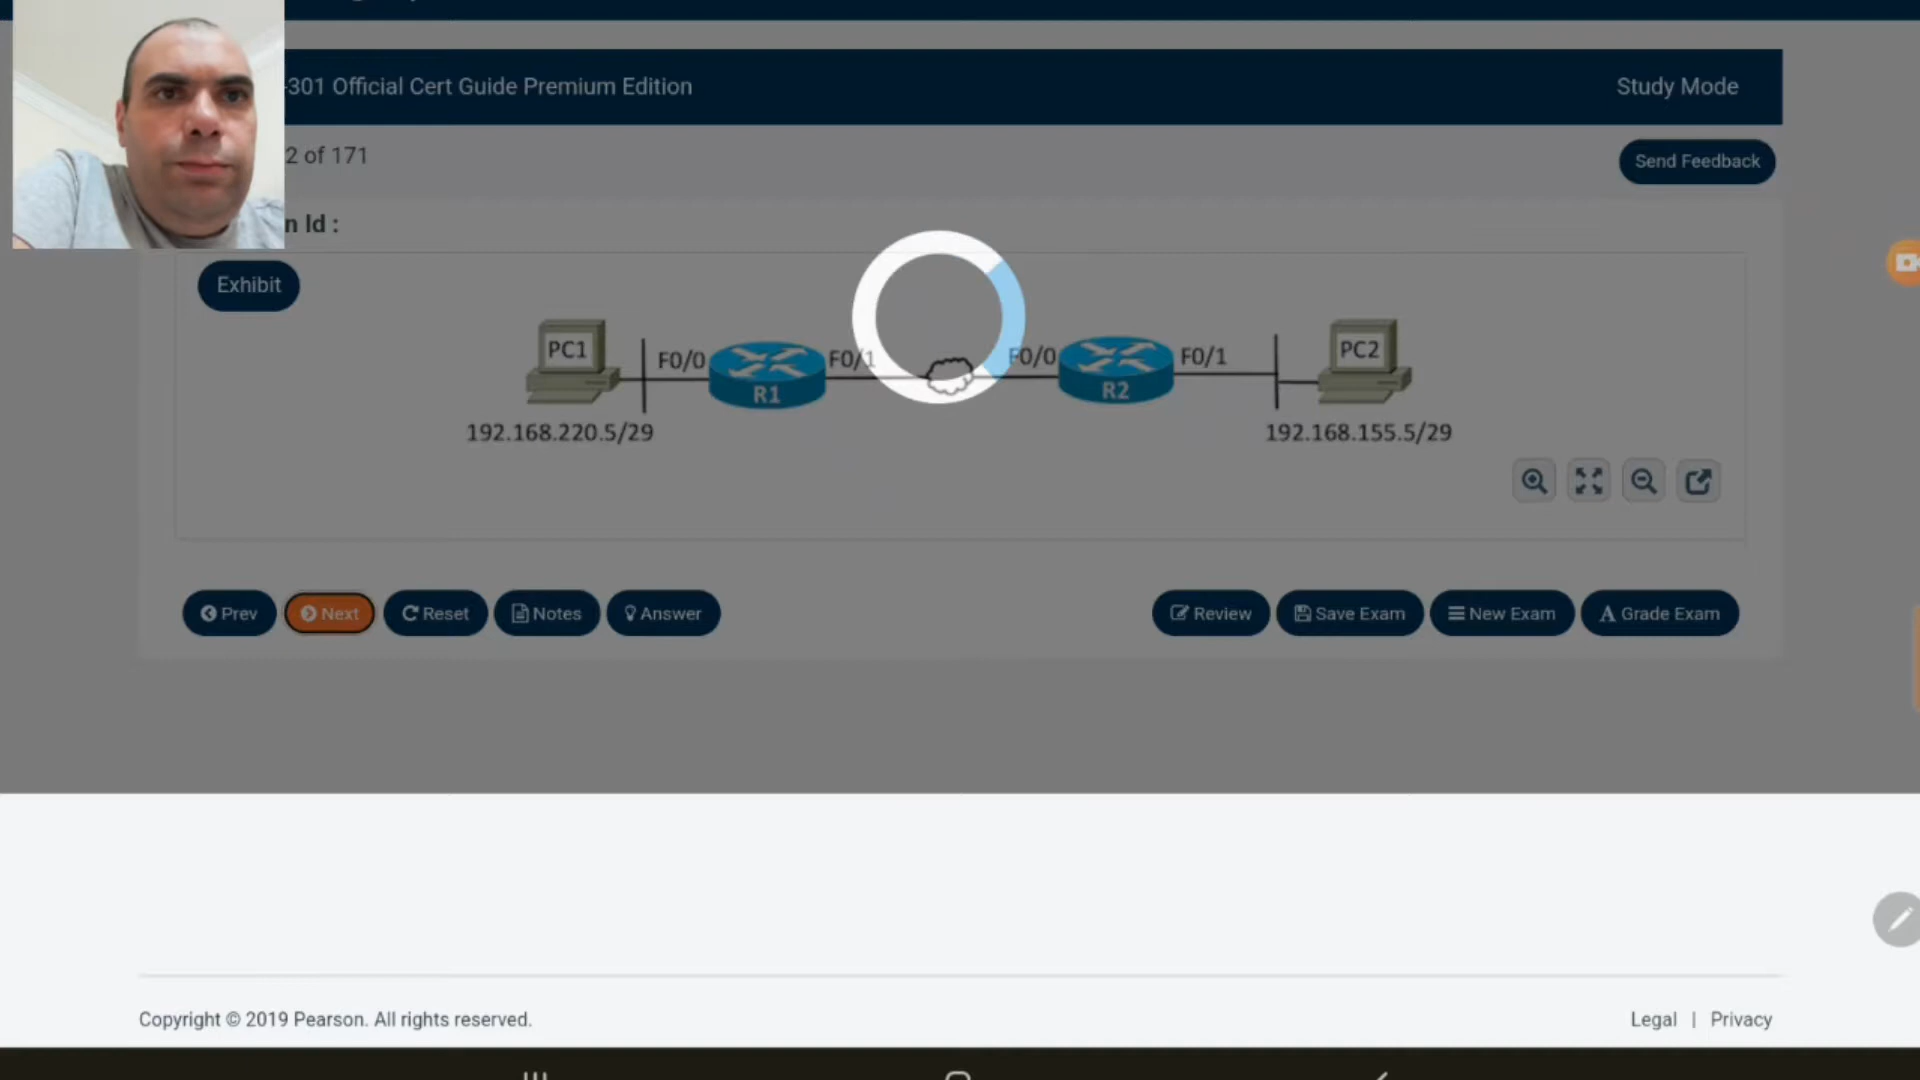 -301 Official Cert Guide Premium Edition
Study Mode
2 of 171
Send Feedback
n Id :
Exhibit
PC1
F0/0
R1
F0/1
F0/0
R2
F0/1
PC2
192.168.220.5/29
192.168.155.5/29
Prev
Next
Reset
Notes
Answer
Review
Save Exam
New Exam
Grade Exam
Copyright © 2019 Pearson. All rights reserved.
Legal | Privacy